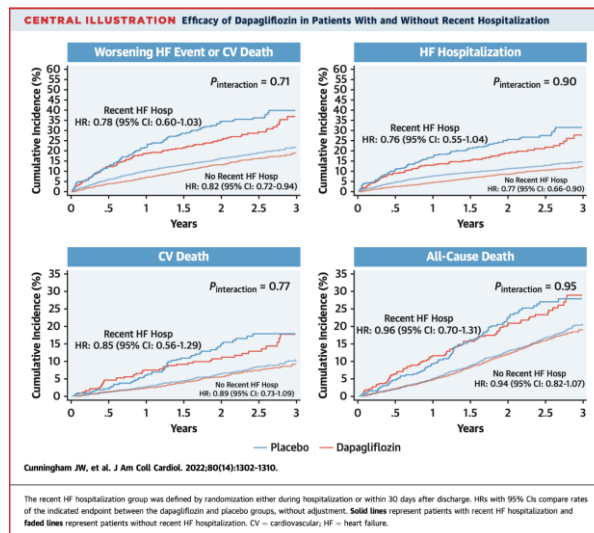 CENTRAL ILLUSTRATION Efficacy of Dapagliflozin in Patients With and Without Recent Hospitalization
Worsening HF Event or CV Death
Cumulative Incidence (%)
60
55
50
45
40
35
30
25
20
15
10
5
0
P interaction = 0.71
Recent HF Hosp
HR: 0.78 (95% CI: 0.60-1.03)
No Recent HF Hosp
HR: 0.82 (95% CI: 0.72-0.94)
0 .5 1 1.5 2 2.5 3
Years
HF Hospitalization
Cumulative Incidence (%)
60
55
50
45
40
35
30
25
20
15
10
5
0
P interaction = 0.90
Recent HF Hosp
HR: 0.76 (95% CI: 0.55-1.04)
No Recent HF Hosp
HR: 0.77 (95% CI: 0.66-0.90)
0 .5 1 1.5 2 2.5 3
Years
CV Death
Cumulative Incidence (%)
35
30
25
20
15
10
5
0
P interaction = 0.77
Recent HF Hosp
HR: 0.85 (95% CI: 0.56-1.29)
No Recent HF Hosp
HR: 0.89 (95% CI: 0.73-1.09)
0 .5 1 1.5 2 2.5 3
Years
All-Cause Death
Cumulative Incidence (%)
35
30
25
20
15
10
5
0
P interaction = 0.95
Recent HF Hosp
HR: 0.96 (95% CI: 0.70-1.31)
No Recent HF Hosp
HR: 0.94 (95% CI: 0.82-1.07)
0 .5 1 1.5 2 2.5 3
Years
Placebo Dapagliflozin
Cunningham JW, et al. J Am Coll Cardiol. 2022;80(14):1302-1310.
The recent HF hospitalization group was defined by randomization either during hospitalization or within 30 days after discharge. HRs with 95% CIs compare rates
of the indicated endpoint between the dapagliflozin and placebo groups, without adjustment. Solid lines represent patients with recent HF hospitalization and
faded lines represent patients without recent HF hospitalization. CV = cardiovascular; HF = heart failure.